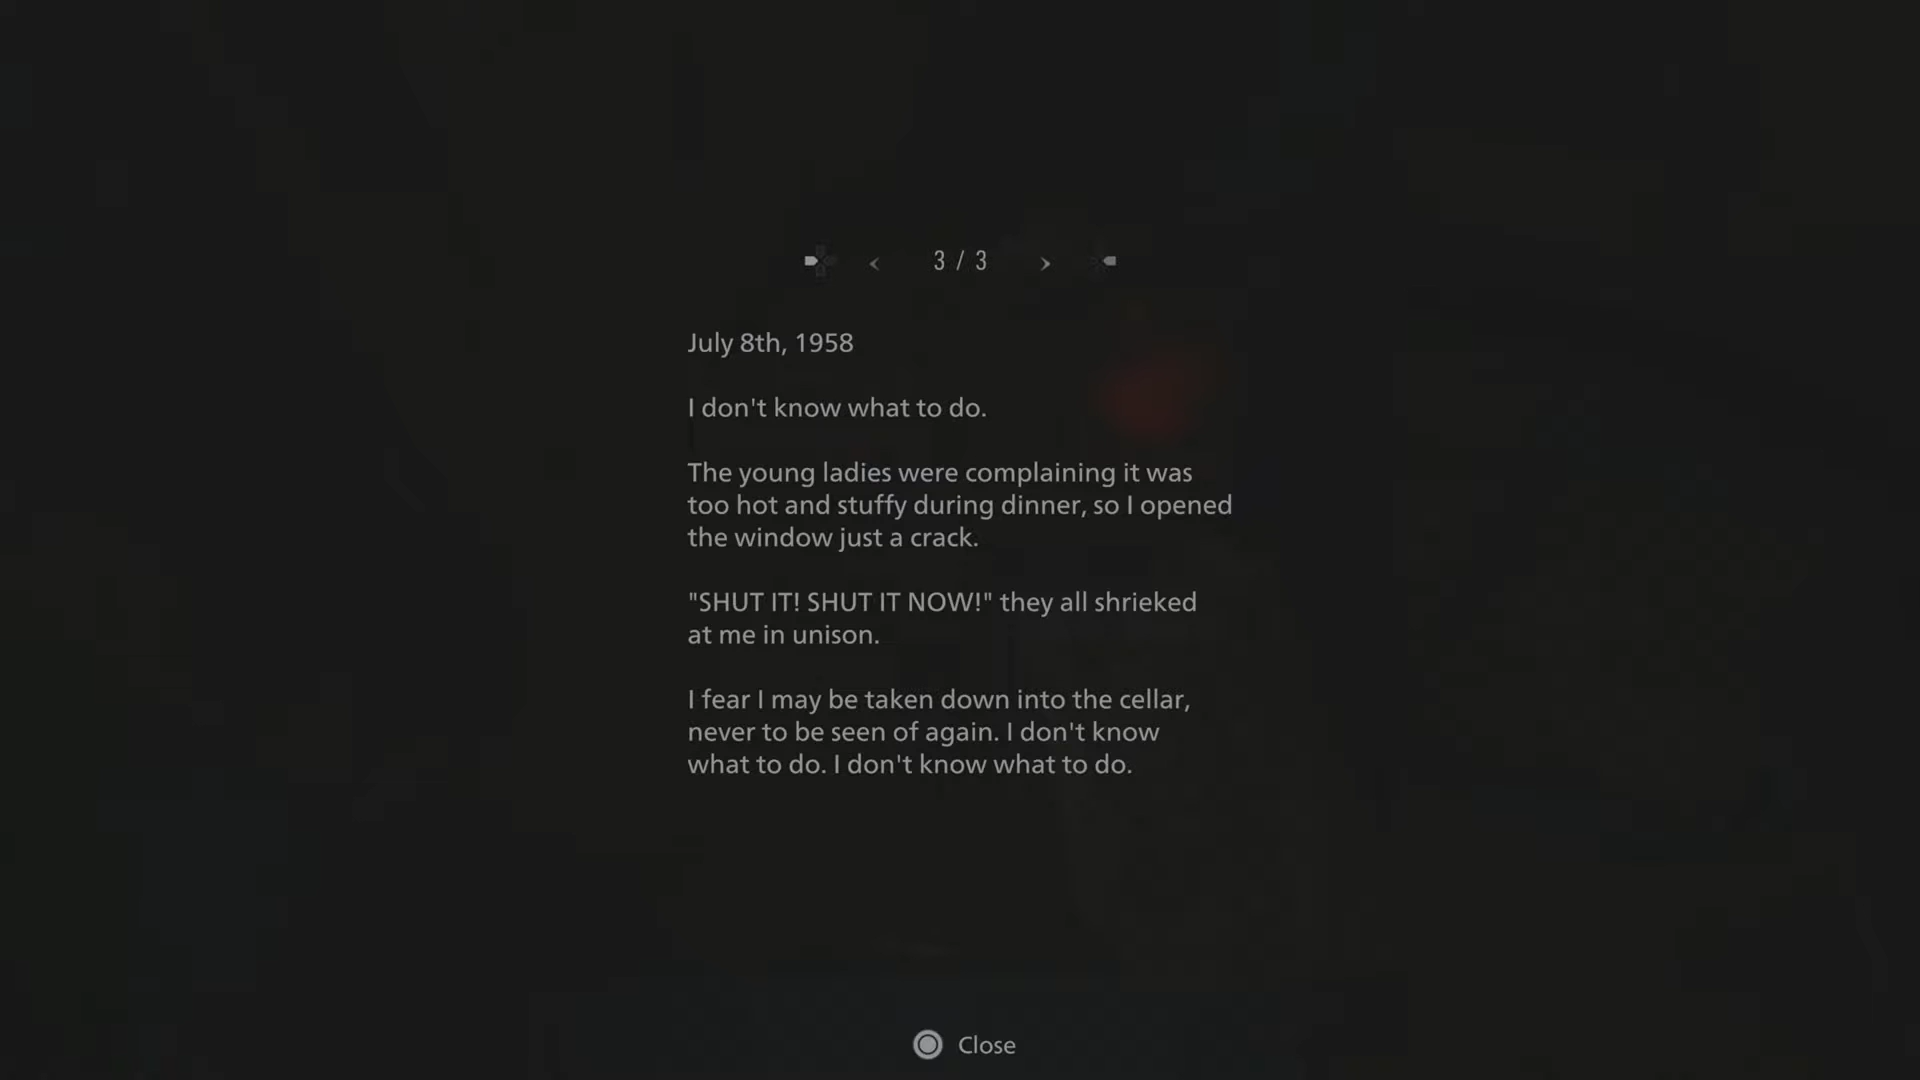 3 / 3
July 8th, 1958
I don't know what to do.
The young ladies were complaining it was
too hot and stuffy during dinner, so I opened
the window just a crack.
"SHUT IT! SHUT IT NOW!" they all shrieked
at me in unison.
I fear I may be taken down into the cellar,
never to be seen of again. I don't know
what to do. I don't know what to do.
Close